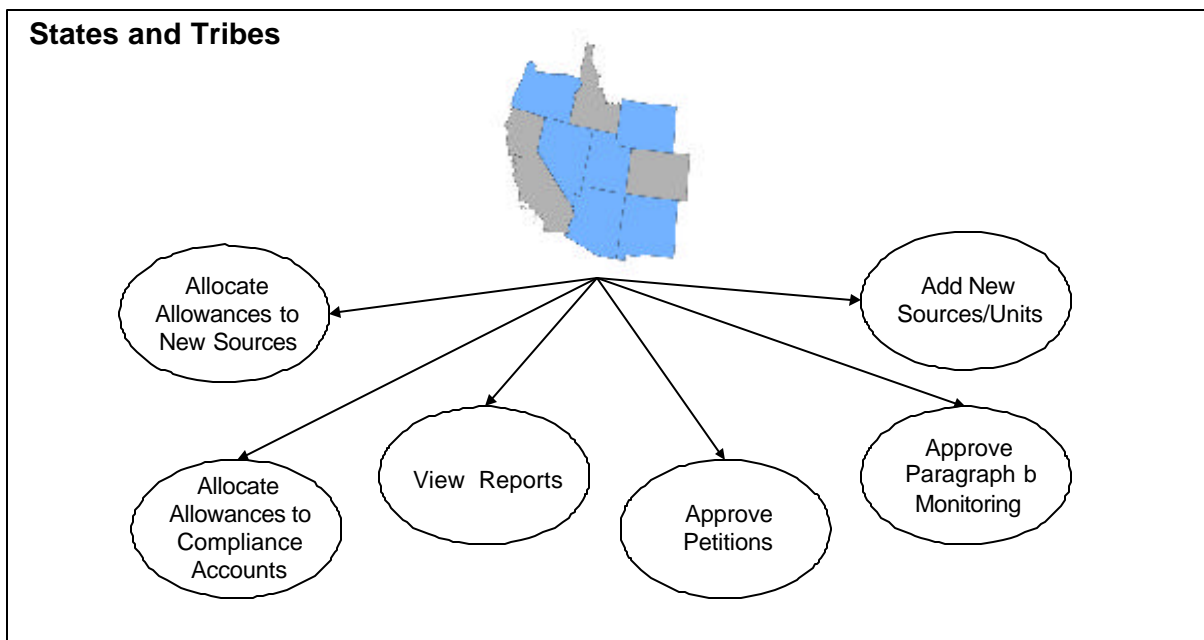 States and Tribes
Allocate
Allowances to
New Sources
Add New
Sources/Units
Allocate
Allowances to
Compliance
Accounts
View Reports
Approve
Petitions
Approve
Paragraph b
Monitoring